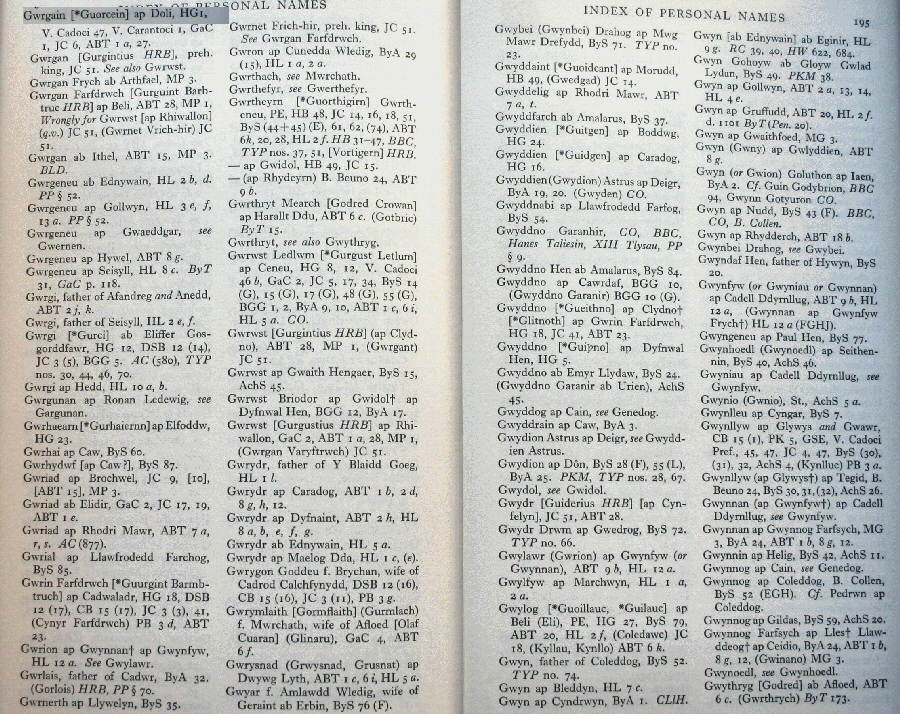 INDEX OF PERSONAL NAMES
Gwrgain [*Guorcein] ap Doli, HG1,
V. Cadoci 47, V. Carantoci 1, GaC
1, JC 6, ABT 1 a, 27.
Gwrgan [Gurgintius HRB], preh.
king, JC 51. See also Gwrwst.
Gwrgan Frych ap Arthfael, MP 3.
Gwrgan Farfdrwch [Gurguint Barb-
truc HRB] ap Beli, ABT 28, MP 1,
Wrongly for Gwrwst [ap Rhiwallon]
(q.v.) JC 51, (Gwrnet Vrich-hir) JC
51.
Gwrgan ab Ithel, ABT 15, MP 3.
BLD.
Gwrgeneu ab Ednywain, HL 2 b, d.
PP § 52.
Gwrgeneu ap Gollwyn, HL 3 e, f,
13 a. PP § 52.
Gwrgeneu ap Gwaeddgar, see
Gwernen.
Gwrgeneu ap Hywel, ABT 8 g.
Gwrgeneu ap Seisyll, HL 8 c. ByT
31, GaC p. 118.
Gwrgi, father of Afandreg and Anedd,
ABT 2 j, k.
Gwrgi, father of Seisyll, HL 2 e, f.
Gwrgi [*Gurci] ab Eliffer Gos-
gorddfawr, HG 12, DSB 12 (14),
JC 3 (5), BGG 5. AC (580), TYP
nos. 30, 44, 46, 70.
Gwrgi ap Hedd, HL 10 a, b.
Gwrgunan ap Ronan Ledewig, see
Gargunan.
Gwrhaearn [*Gurhaiernn] ap Elfoddw,
HG 23.
Gwrhai ap Caw, ByS 60.
Gwrhydwf [ap Caw?], ByS 87.
Gwriad ap Brochwel, JC 9, [10],
[ABT 15], MP 3.
Gwriad ab Elidir, GaC 2, JC 17, 19,
ABT 1 e.
Gwriad ap Rhodri Mawr, ABT 7 a,
r, s. AC (877).
Gwrial ap Llawfrodedd Farchog,
ByS 85.
Gwrin Farfdrwch [*Guurgint Barmb-
truch] ap Cadwaladr, HG 18, DSB
12 (17), CB 15 (17), JC 3 (3), 41,
(Cynyr Farfdrwch) PB 3 d, ABT
23.
Gwrion ap Gwynnan† ap Gwynfyw,
HL 12 a. See Gwylawr.
Gwrlais, father of Cadwr, ByA 32.
(Gorlois) HRB, PP § 70.
Gwrnerth ap Llywelyn, ByS 35.
Gwrnet Frich-hir, preh. king, JC 51.
See Gwrgan Farfdrwch.
Gwron ap Cunedda Wledig, ByA 29
(15), HL 1 a, 2 a.
Gwrthach, see Mwrchath.
Gwrthefyr, see Gwerthefyr.
Gwrtheyrn [*Guorthigirn] Gwrth-
eneu, PE, HB 48, JC 14, 16, 18, 51,
ByS (44+45) (E), 61, 62, (74), ABT
6 k, 20, 28, HL 2 f. HB 31–47, BBC,
TYP nos. 37, 51, [Vortigern] HRB.
— ap Gwidol, HB 49, JC 15.
— (ap Rhydeyrn) B. Beuno 24, ABT
9 b.
Gwrthryt Mearch [Godred Crowan]
ap Harallt Ddu, ABT 6 c. (Gothric)
ByT 15.
Gwrthryt, see also Gwythryg.
Gwrwst Ledlwm [*Gurgust Letlum]
ap Ceneu, HG 8, 12, V. Cadoci
46 b, GaC 2, JC 5, 17, 34, ByS 14
(G), 15 (G), 17 (G), 48 (G), 55 (G),
BGG 1, 2, ByA 9, 10, ABT 1 c, 6 i,
HL 5 a. CO.
Gwrwst [Gurgintius HRB] (ap Clyd-
no), ABT 28, MP 1, (Gwrgant)
JC 51.
Gwrwst ap Gwaith Hengaer, ByS 15,
AchS 45.
Gwrwst Briodor ap Gwidol† ap
Dyfnwal Hen, BGG 12, ByA 17.
Gwrwst [Gurgustius HRB] ap Rhi-
wallon, GaC 2, ABT 1 a, 28, MP 1,
(Gwrgan Varyftrwch) JC 51.
Gwrydr, father of Y Blaidd Goeg,
HL 1 l.
Gwrydr ap Caradog, ABT 1 b, 2 d,
8 g, h, 12.
Gwrydr ap Dyfnaint, ABT 2 h, HL
8 a, b, e, f, g.
Gwrydr ab Ednywain, HL 5 a.
Gwrydr ap Maelog Dda, HL 1 c, (e).
Gwrygon Goddeu f. Brychan, wife of
Cadrod Calchfynydd, DSB 12 (16),
CB 15 (16), JC 3 (11), PB 3 g.
Gwrymlaith [Gormflaith] (Gurmlach)
f. Mwrchath, wife of Afloed [Olaf
Cuaran] (Glinaru), GaC 4, ABT
6 f.
Gwrysnad (Grwysnad, Grusnat) ap
Dwywg Lyth, ABT 1 c, 6 i, HL 5 a.
Gwyar f. Amlawdd Wledig, wife of
Geraint ab Erbin, ByS 76 (F).
INDEX OF PERSONAL NAMES 195
Gwybei (Gwynbei) Drahog ap Mwg
Mawr Drefydd, ByS 71. TYP no.
23.
Gwyddaint [*Guoidcant] ap Morudd,
HB 49, (Gwedgad) JC 14.
Gwyddelig ap Rhodri Mawr, ABT
7 a, t.
Gwyddfarch ab Amalarus, ByS 37.
Gwyddien [*Guitgen] ap Boddwg,
HG 24.
Gwyddien [*Guidgen] ap Caradog,
HG 16.
Gwyddien (Gwydion) Astrus ap Deigr,
ByA 19, 20. (Gwyden) CO.
Gwyddnabi ap Llawfrodedd Farfog,
ByS 54.
Gwyddno Garanhir, CO, BBC,
Hanes Taliesin, XIII Tlysau, PP
§ 9.
Gwyddno Hen ab Amalarus, ByS 84.
Gwyddno ap Cawrdaf, BGG 10,
(Gwyddno Garanir) BGG 10 (G).
Gwyddno [*Gueithno] ap Clydno†
[*Glitnoth] ap Gwrin Farfdrwch,
HG 18, JC 41, ABT 23.
Gwyddno [*Guipno] ap Dyfnwal
Hen, HG 5.
Gwyddno ab Emyr Llydaw, ByS 24.
(Gwyddno Garanir ab Urien), AchS
45.
Gwyddog ap Cain, see Genedog.
Gwyddrain ap Caw, ByA 3.
Gwydion Astrus ap Deigr, see Gwydd-
ien Astrus.
Gwydion ap Dôn, ByS 28 (F), 55 (L),
ByA 25. PKM, TYP nos. 28, 67.
Gwydol, see Gwidol.
Gwydr [Guiderius HRB] [ap Cyn-
felyn], JC 51, ABT 28.
Gwydr Drwm ap Gwedrog, ByS 72.
TYP no. 66.
Gwylawr (Gwrion) ap Gwynfyw (or
Gwynnan), ABT 9 b, HL 12 a.
Gwylfyw ap Marchwyn, HL 1 a,
2 a.
Gwylog [*Guoillauc, *Guilauc] ap
Beli (Eli), PE, HG 27, ByS 79,
ABT 20, HL 2 f, (Coledawc) JC
18, (Kyllau, Kynllo) ABT 6 k.
Gwyn, father of Coleddog, ByS 52.
TYP no. 74.
Gwyn ap Bleddyn, HL 7 c.
Gwyn ap Cyndrwyn, ByA 1. CLlH.
Gwyn [ab Ednywain] ab Eginir, HL
9 g. RC 39, 40, HW 622, 684.
Gwyn Gohoyw ab Gloyw Gwlad
Lydan, ByS 49. PKM 38.
Gwyn ap Gollwyn, ABT 2 a, 13, 14,
HL 4 e.
Gwyn ap Gruffudd, ABT 20, HL 2 f.
d. 1101 ByT (Pen. 20).
Gwyn ap Gwaithfoed, MG 3.
Gwyn (Gwny) ap Gwlyddien, ABT
8 g.
Gwyn (or Gwion) Goluthon ap Iaen,
ByA 2. Cf. Guin Godybrion, BBC
94, Gwynn Gotyuron CO.
Gwyn ap Nudd, ByS 43 (F). BBC,
CO, B. Collen.
Gwyn ap Rhydderch, ABT 18 b.
Gwynbei Drahog, see Gwybei.
Gwyndaf Hen, father of Hywyn, ByS
20.
Gwynfyw (or Gwyniau or Gwynnan)
ap Cadell Ddyrnllug, ABT 9 b, HL
12 a, (Gwynnan ap Gwynfyw
Frych†) HL 12 a (FGHJ).
Gwyngeneu ap Paul Hen, ByS 77.
Gwynhoedl (Gwynoedl) ap Seithen-
nin, ByS 40, AchS 46.
Gwyniau ap Cadell Ddyrnllug, see
Gwynfyw.
Gwynio (Gwnio), St., AchS 5 a.
Gwynlleu ap Cyngar, ByS 7.
Gwynllyw ap Glywys and Gwawr,
CB 15 (1), PK 5, GSE, V. Cadoci
Pref., 45, 47, JC 4, 47, ByS (30),
(31), 32, AchS 4, (Kynlluc) PB 3 a.
Gwynllyw (ap Glywys†) ap Tegid, B.
Beuno 24, ByS 30, 31, (32), AchS 26.
Gwynnan (ap Gwynfyw†) ap Cadell
Ddyrnllug, see Gwynfyw.
Gwynnan ap Gwynnog Farfsych, MG
3, ByA 24, ABT 1 b, 8 g, 12.
Gwynnin ap Helig, ByS 42, AchS 11.
Gwynnog ap Cain, see Genedog.
Gwynnog ap Coleddog, B. Collen,
ByS 52 (EGH). Cf. Pedrwn ap
Coleddog.
Gwynnog ap Gildas, ByS 59, AchS 20.
Gwynnog Farfsych ap Lles† Llaw-
ddeog† ap Ceidio, ByA 24, ABT 1 b,
8 g, 12, (Gwinano) MG 3.
Gwynoedl, see Gwynhoedl.
Gwythryg [Godred] ab Afloed, ABT
6 c. (Gwrthrych) ByT 173.